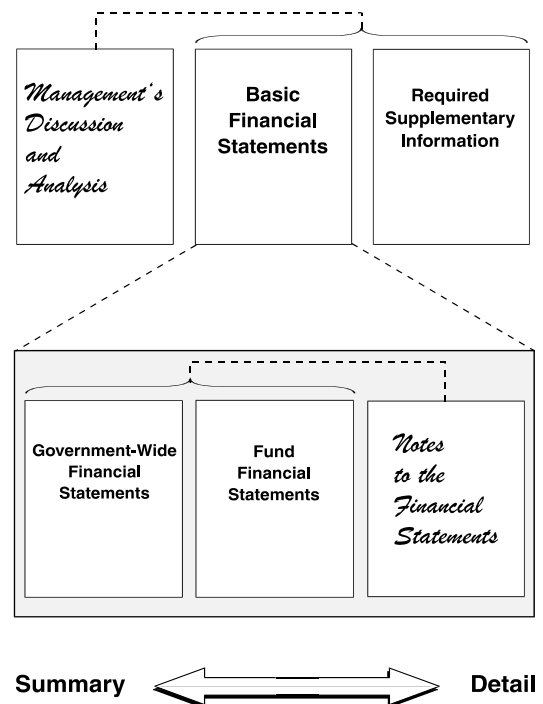 Management's
Discussion
and
Analysis
Basic
Financial
Statements
Required
Supplementary
Information
Government-Wide
Financial
Statements
Fund
Financial
Statements
Notes
to the
Financial
Statements
Summary
Detail